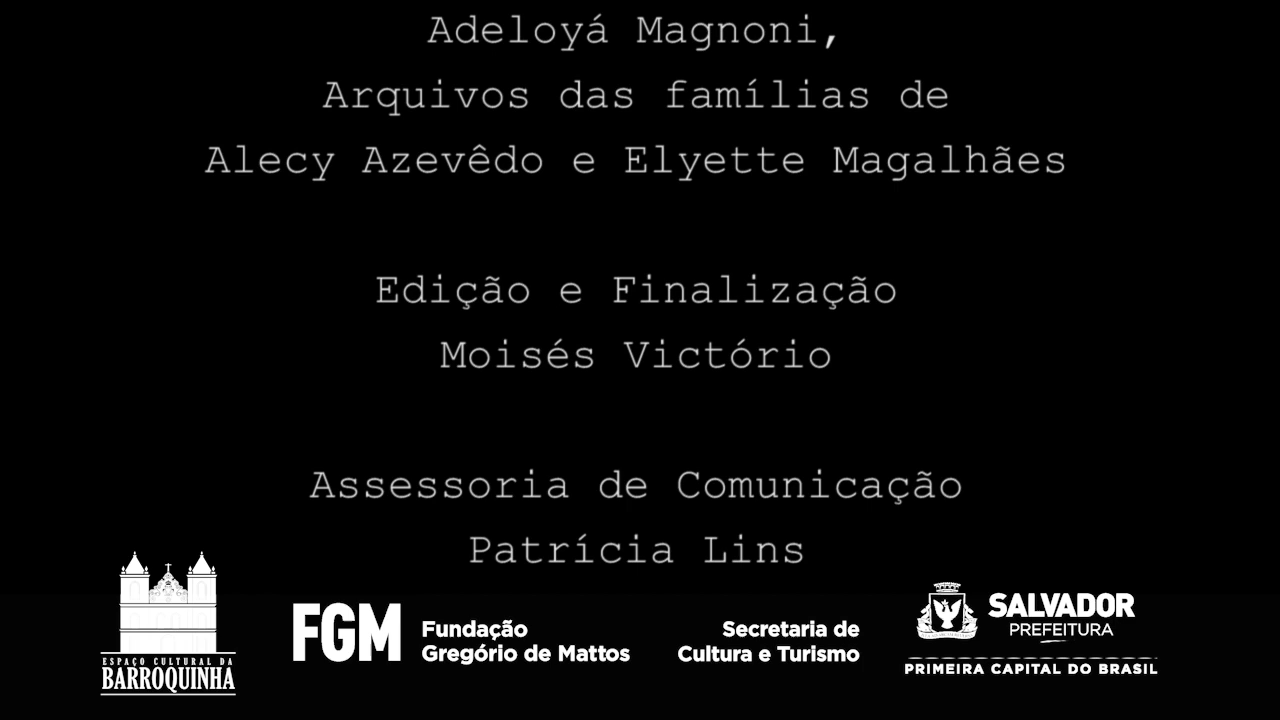 Adeloyá Magnoni,
Arquivos das famílias de
Alecy Azevêdo e Elyette Magalhães
Edição e Finalização
Moisés Victório
Assessoria de Comunicação
Patrícia Lins
ESPAÇO CULTURAL DA
BARROQUINHA
FGM
Fundação
Gregório de Mattos
Secretaria de
Cultura e Turismo
SALVADOR
PREFEITURA
PRIMEIRA CAPITAL DO BRASIL